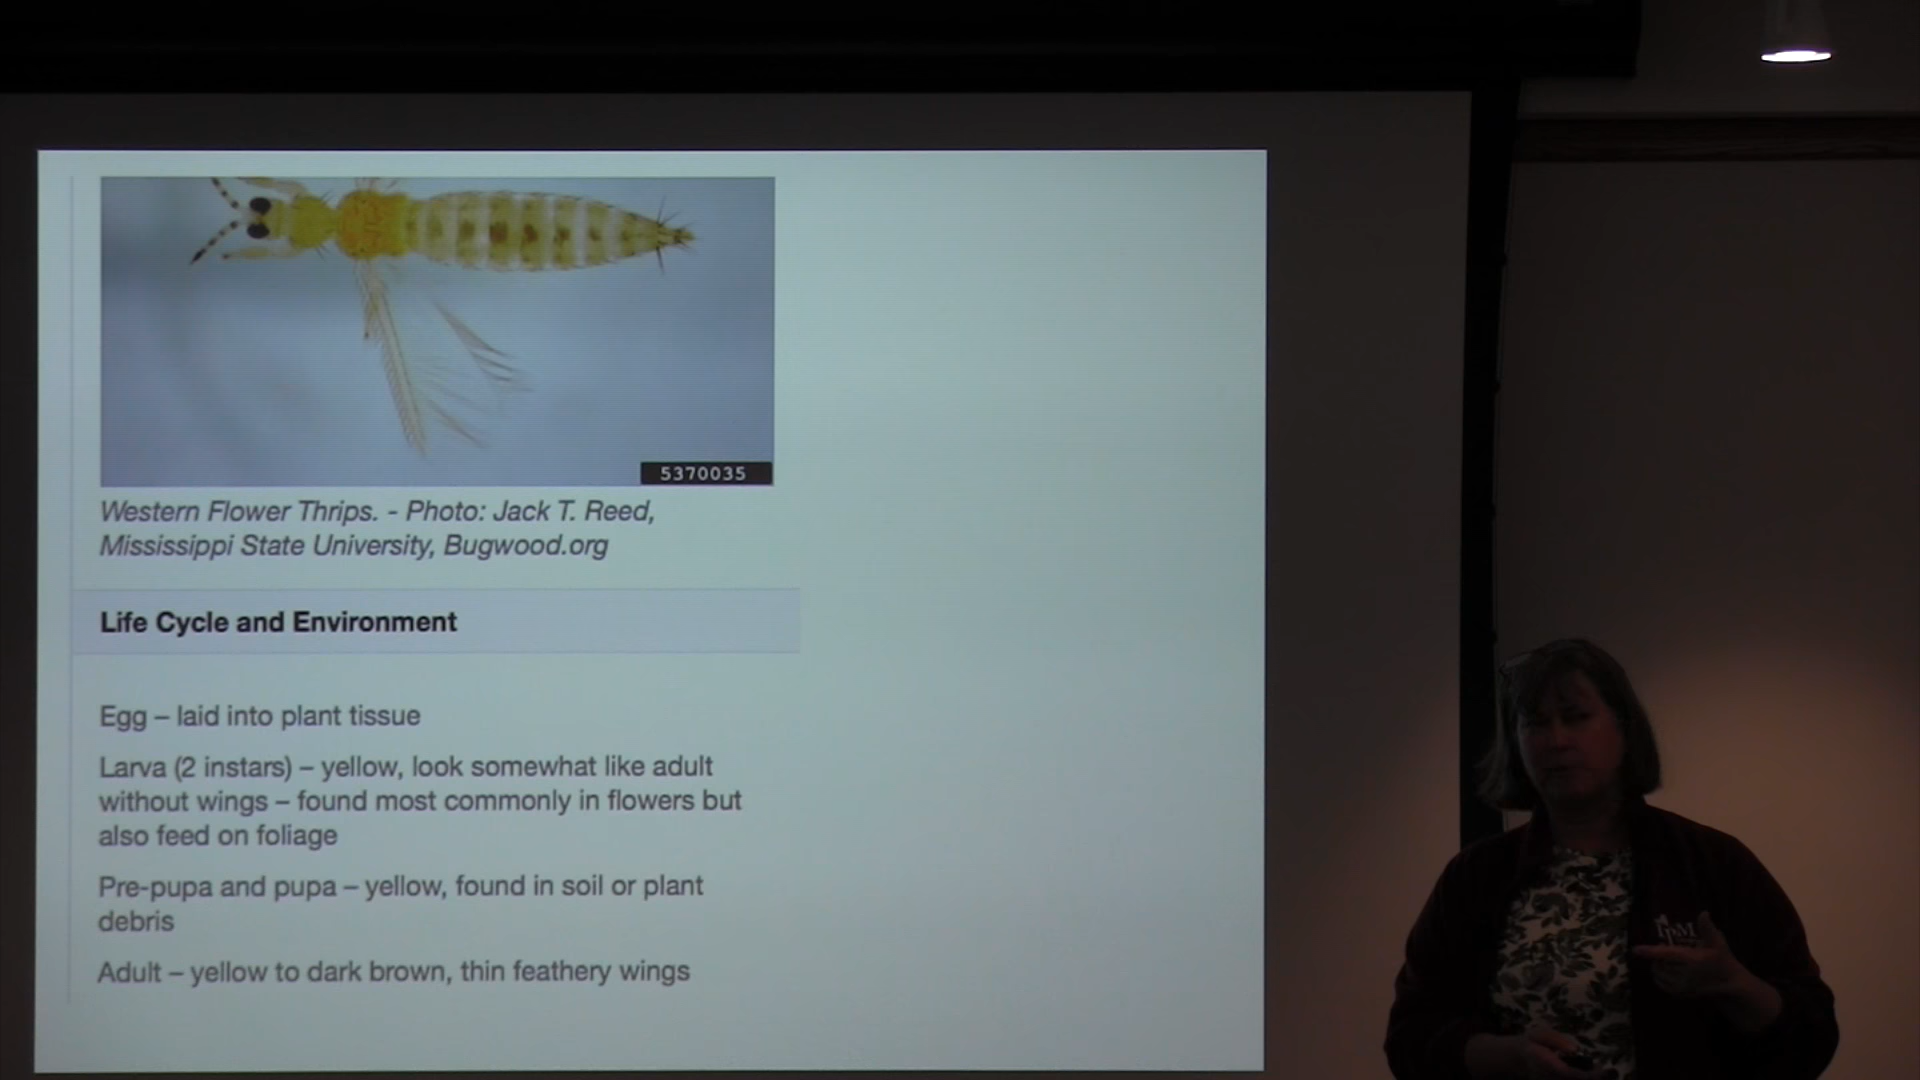 5370035
Western Flower Thrips. - Photo: Jack T. Reed,
Mississippi State University, Bugwood.org
Life Cycle and Environment
Egg – laid into plant tissue
Larva (2 instars) – yellow, look somewhat like adult
without wings – found most commonly in flowers but
also feed on foliage
Pre-pupa and pupa – yellow, found in soil or plant
debris
Adult – yellow to dark brown, thin feathery wings
IPM